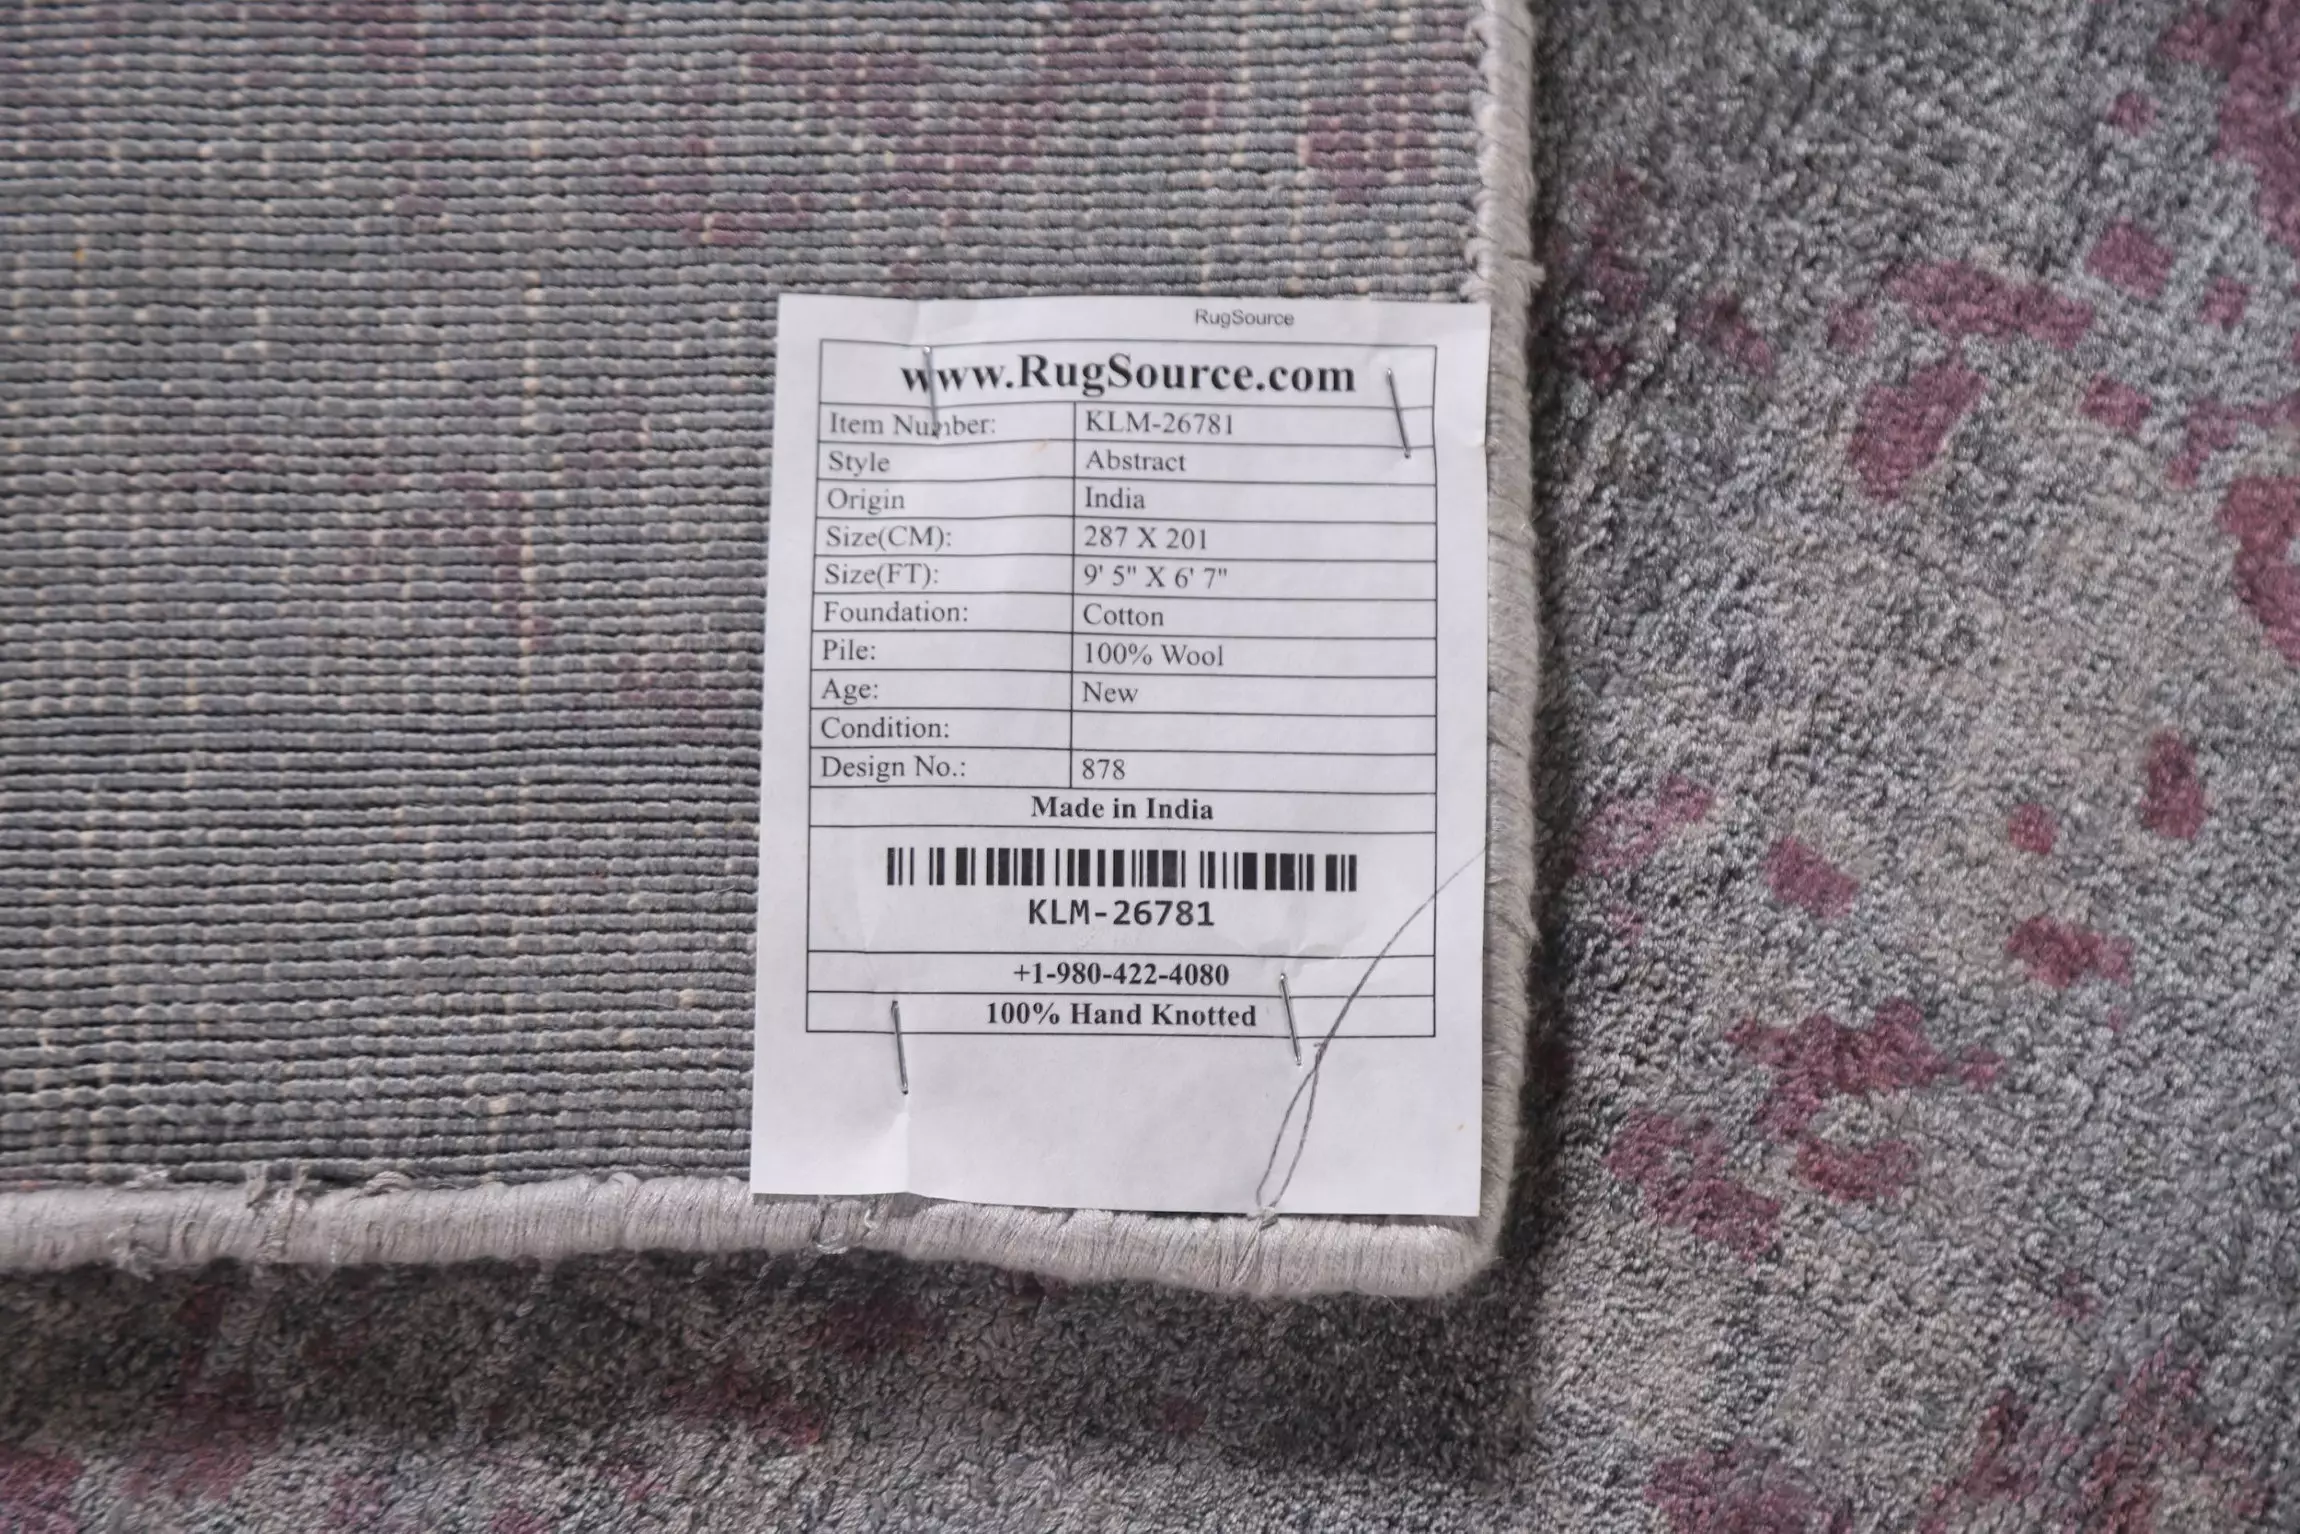 RugSource
www.RugSource.com
Item Number: KLM-26781
Style Abstract
Origin India
Size(CM): 287 X 201
Size(FT): 9' 5" X 6' 7"
Foundation: Cotton
Pile: 100% Wool
Age: New
Condition:
Design No.: 878
Made in India
KLM-26781
+1-980-422-4080
100% Hand Knotted